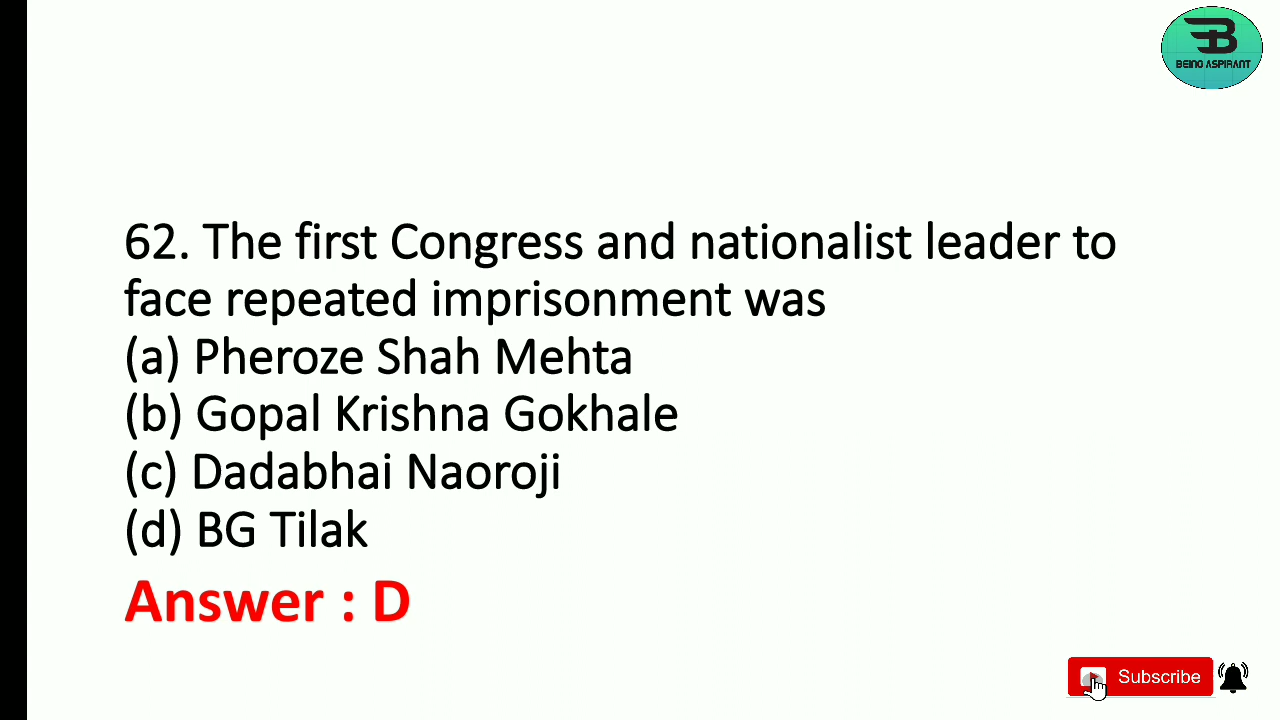 BEING ASPIRANT
62. The first Congress and nationalist leader to
face repeated imprisonment was
(a) Pheroze Shah Mehta
(b) Gopal Krishna Gokhale
(c) Dadabhai Naoroji
(d) BG Tilak
Answer : D
Subscribe